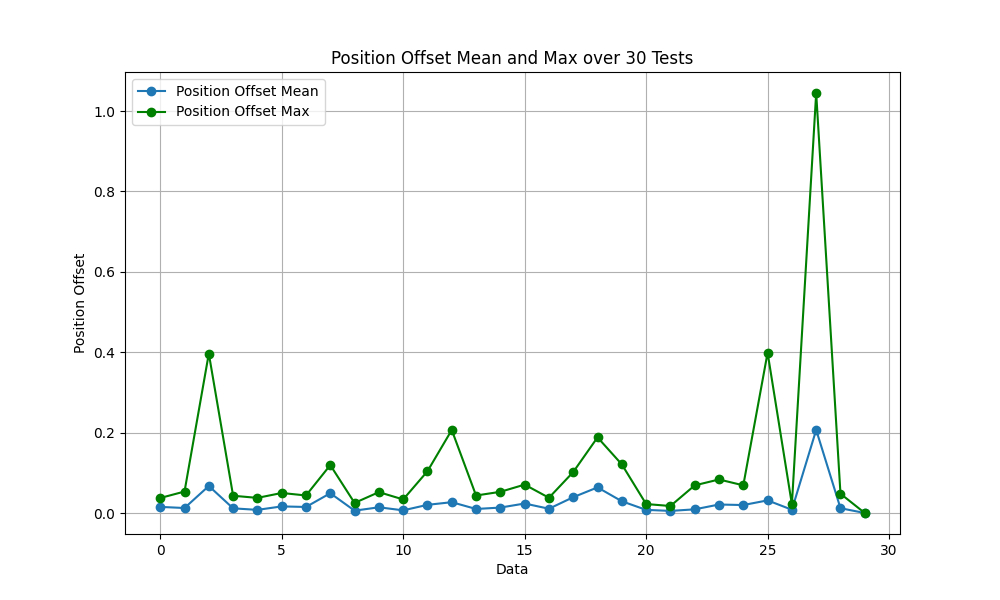 Position Offset Mean and Max over 30 Tests
Position Offset Mean
Position Offset Max
1.0
0.8
0.6
0.4
0.2
0.0
Position Offset
0 5 10 15 20 25 30
Data